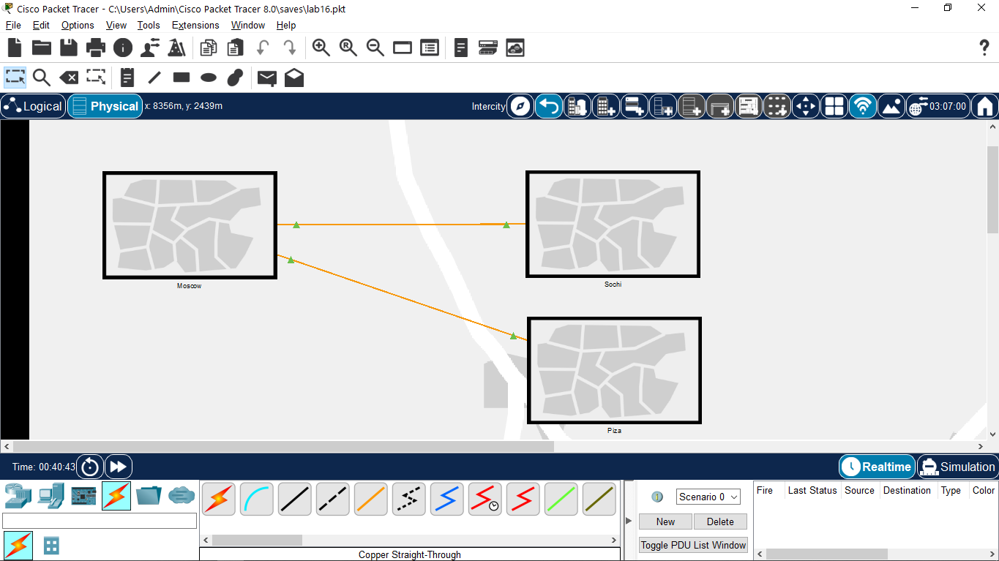 Cisco Packet Tracer - C:\Users\Admin\Cisco Packet Tracer 8.0\saves\lab16.pkt
File Edit Options View Tools Extensions Window Help
?
Logical Physical x: 8356m, y: 2439m Intercity 03:07:00
Moscow
Sochi
Piza
Time: 00:40:43 Realtime Simulation
Scenario 0 Fire Last Status Source Destination Type Color
New Delete
Toggle PDU List Window
Copper Straight-Through